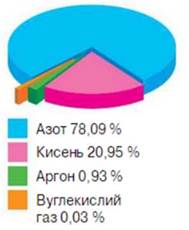 Азот 78,09 %
Кисень 20,95 %
Аргон 0,93 %
Вуглекислий
газ 0,03 %